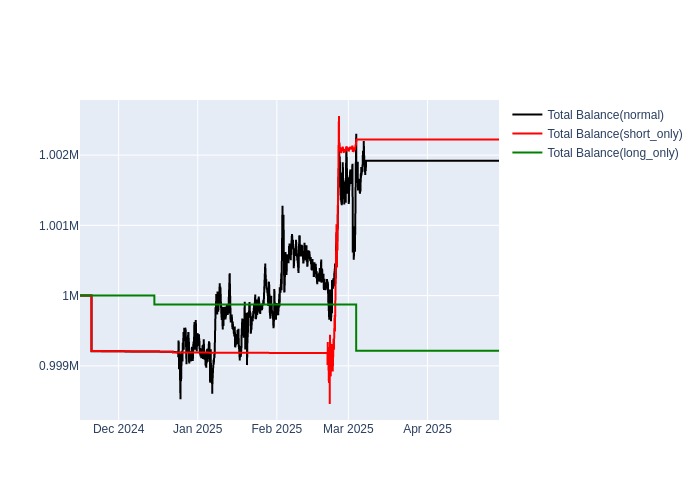 Total Balance(normal)
Total Balance(short_only)
Total Balance(long_only)
1.002M
1.001M
1M
0.999M
Dec 2024
Jan 2025
Feb 2025
Mar 2025
Apr 2025